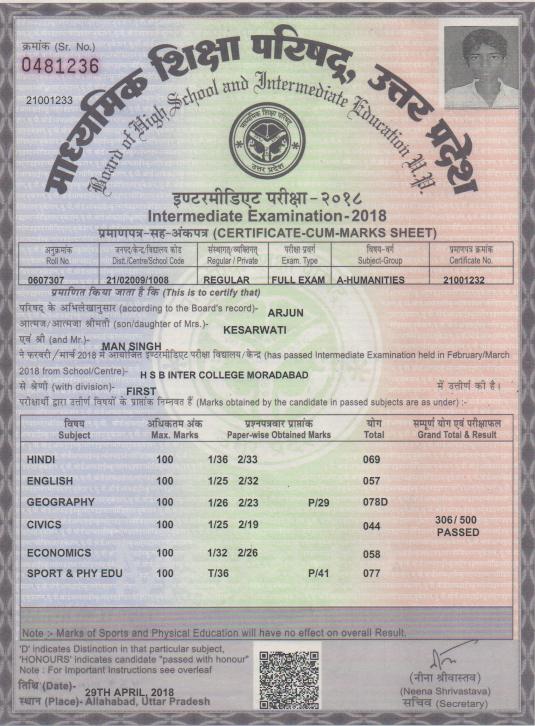 क्रमांक (Sr. No.)
0481236
21001233
माध्यमिक शिक्षा परिषद्, उत्तर प्रदेश
Board of High School and Intermediate Education U.P.
माध्यमिक शिक्षा परिषद्
उत्तर प्रदेश
इण्टरमीडिएट परीक्षा - २०१८
Intermediate Examination - 2018
प्रमाणपत्र-सह-अंकपत्र (CERTIFICATE-CUM-MARKS SHEET)
अनुक्रमांक जनपद/केन्द्र/विद्यालय कोड संस्थागत/व्यक्तिगत परीक्षा प्रवर्ग विषय-वर्ग प्रमाणपत्र क्रमांक
Roll No. Dist./Centre/School Code Regular / Private Exam. Type Subject-Group Certificate No.
0607307 21/02009/1008 REGULAR FULL EXAM A-HUMANITIES 21001232
प्रमाणित किया जाता है कि (This is to certify that)
परिषद् के अभिलेखानुसार (according to the Board's record)- ARJUN
आत्मज/आत्मजा श्रीमती (son/daughter of Mrs.)- KESARWATI
एवं श्री (and Mr.)- MAN SINGH
ने फरवरी/मार्च 2018 में आयोजित इण्टरमीडिएट परीक्षा विद्यालय/केन्द्र (has passed Intermediate Examination held in February/March
2018 from School/Centre)- H S B INTER COLLEGE MORADABAD
से श्रेणी (with division)- FIRST में उत्तीर्ण की है।
परीक्षार्थी द्वारा उत्तीर्ण विषयों के प्राप्तांक निम्नवत हैं (Marks obtained by the candidate in passed subjects are as under) :-
विषय अधिकतम अंक प्रश्नपत्रवार प्राप्तांक योग सम्पूर्ण योग एवं परीक्षाफल
Subject Max. Marks Paper-wise Obtained Marks Total Grand Total & Result
HINDI 100 1/36 2/33 069
ENGLISH 100 1/25 2/32 057
GEOGRAPHY 100 1/26 2/23 P/29 078D
CIVICS 100 1/25 2/19 044 306/ 500
PASSED
ECONOMICS 100 1/32 2/26 058
SPORT & PHY EDU 100 T/36 P/41 077
Note :- Marks of Sports and Physical Education will have no effect on overall Result.
'D' indicates Distinction in that particular subject,
'HONOURS' indicates candidate "passed with honour"
Note : For Important Instructions see overleaf
तिथि (Date)- 29TH APRIL, 2018
स्थान (Place)- Allahabad, Uttar Pradesh
(नीना श्रीवास्तव)
(Neena Shrivastava)
सचिव (Secretary)